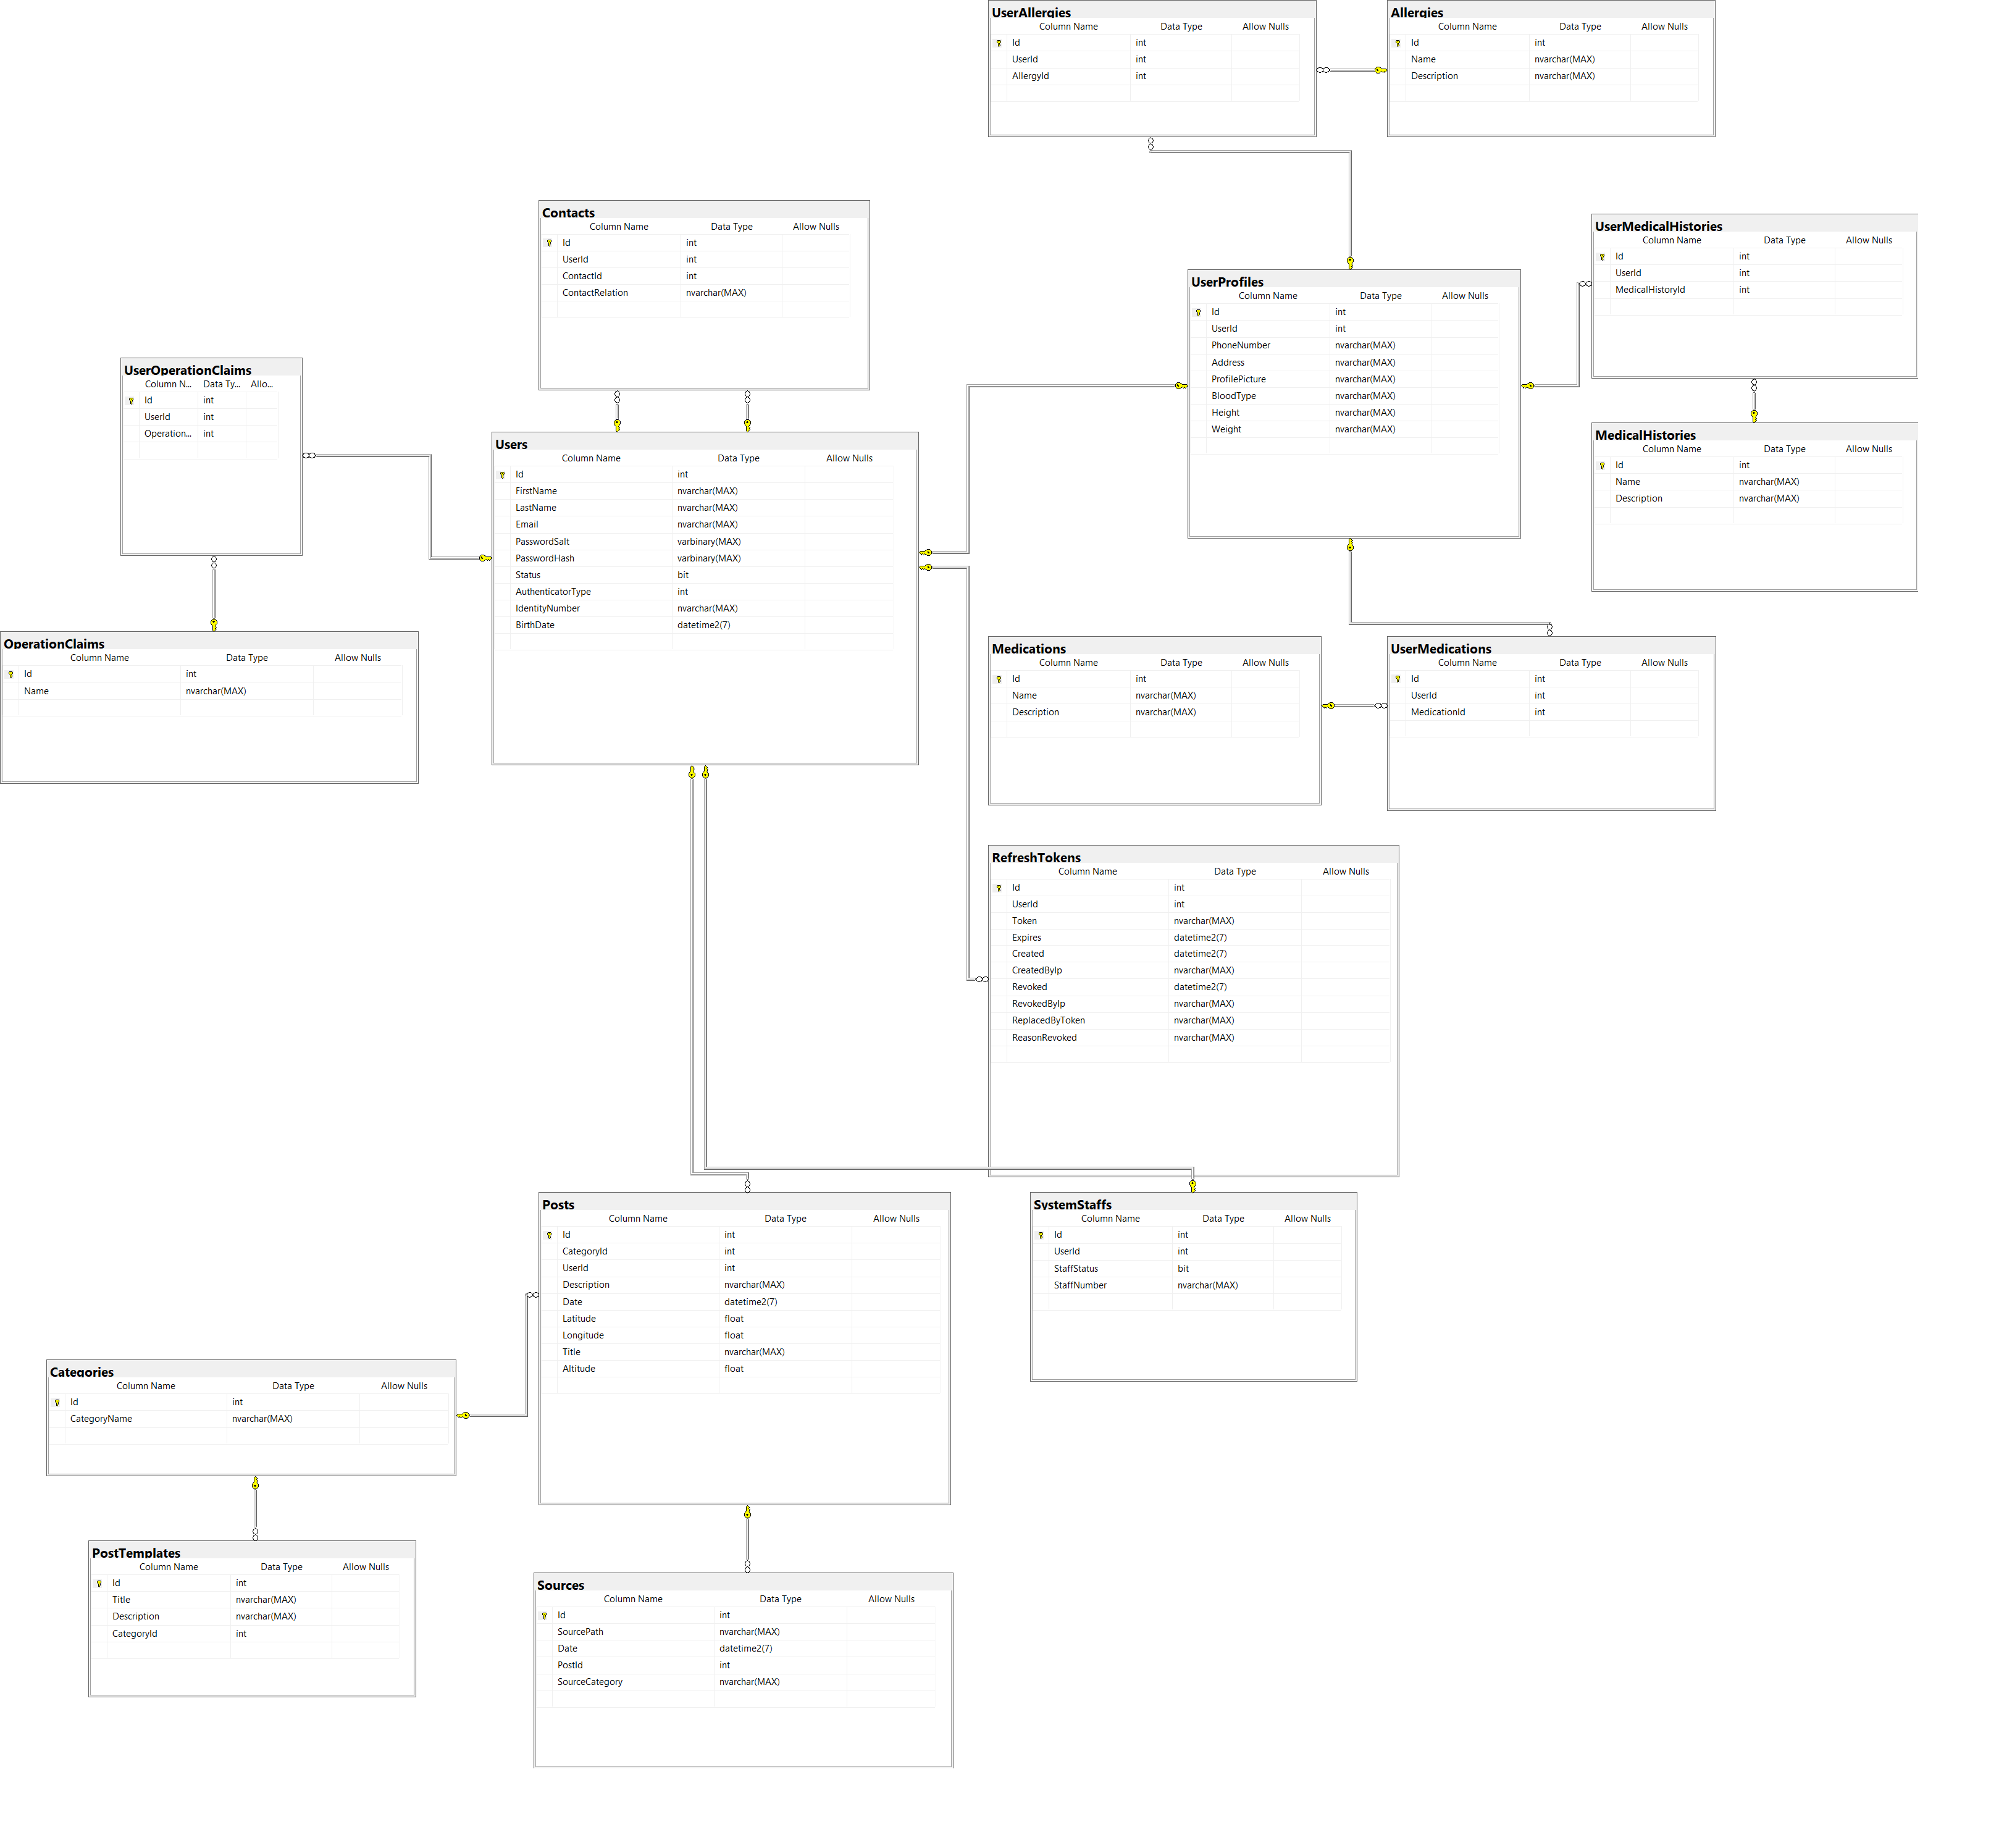 UserAllergies
Column Name Data Type Allow Nulls
Id int
UserId int
AllergyId int
Allergies
Column Name Data Type Allow Nulls
Id int
Name nvarchar(MAX)
Description nvarchar(MAX)
Contacts
Column Name Data Type Allow Nulls
Id int
UserId int
ContactId int
ContactRelation nvarchar(MAX)
UserMedicalHistories
Column Name Data Type Allow Nulls
Id int
UserId int
MedicalHistoryId int
UserProfiles
Column Name Data Type Allow Nulls
Id int
UserId int
PhoneNumber nvarchar(MAX)
Address nvarchar(MAX)
ProfilePicture nvarchar(MAX)
BloodType nvarchar(MAX)
Height nvarchar(MAX)
Weight nvarchar(MAX)
UserOperationClaims
Column N... Data Ty... Allo...
Id int
UserId int
Operation... int
Users
Column Name Data Type Allow Nulls
Id int
FirstName nvarchar(MAX)
LastName nvarchar(MAX)
Email nvarchar(MAX)
PasswordSalt varbinary(MAX)
PasswordHash varbinary(MAX)
Status bit
AuthenticatorType int
IdentityNumber nvarchar(MAX)
BirthDate datetime2(7)
MedicalHistories
Column Name Data Type Allow Nulls
Id int
Name nvarchar(MAX)
Description nvarchar(MAX)
OperationClaims
Column Name Data Type Allow Nulls
Id int
Name nvarchar(MAX)
Medications
Column Name Data Type Allow Nulls
Id int
Name nvarchar(MAX)
Description nvarchar(MAX)
UserMedications
Column Name Data Type Allow Nulls
Id int
UserId int
MedicationId int
RefreshTokens
Column Name Data Type Allow Nulls
Id int
UserId int
Token nvarchar(MAX)
Expires datetime2(7)
Created datetime2(7)
CreatedByIp nvarchar(MAX)
Revoked datetime2(7)
RevokedByIp nvarchar(MAX)
ReplacedByToken nvarchar(MAX)
ReasonRevoked nvarchar(MAX)
Posts
Column Name Data Type Allow Nulls
Id int
CategoryId int
UserId int
Description nvarchar(MAX)
Date datetime2(7)
Latitude float
Longitude float
Title nvarchar(MAX)
Altitude float
SystemStaffs
Column Name Data Type Allow Nulls
Id int
UserId int
StaffStatus bit
StaffNumber nvarchar(MAX)
Categories
Column Name Data Type Allow Nulls
Id int
CategoryName nvarchar(MAX)
PostTemplates
Column Name Data Type Allow Nulls
Id int
Title nvarchar(MAX)
Description nvarchar(MAX)
CategoryId int
Sources
Column Name Data Type Allow Nulls
Id int
SourcePath nvarchar(MAX)
Date datetime2(7)
PostId int
SourceCategory nvarchar(MAX)